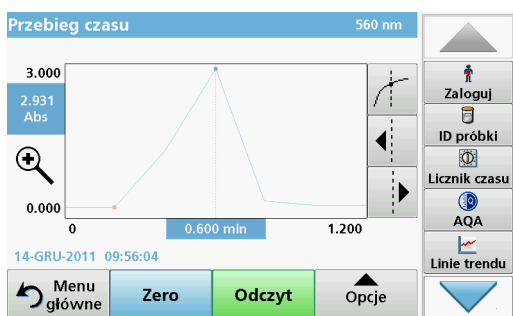 Przebieg czasu
560 nm
3.000
2.931
Abs
0.000
0
0.600 min
1.200
14-GRU-2011 09:56:04
Menu
główne
Zero
Odczyt
Opcje
Zaloguj
ID próbki
Licznik czasu
AQA
Linie trendu